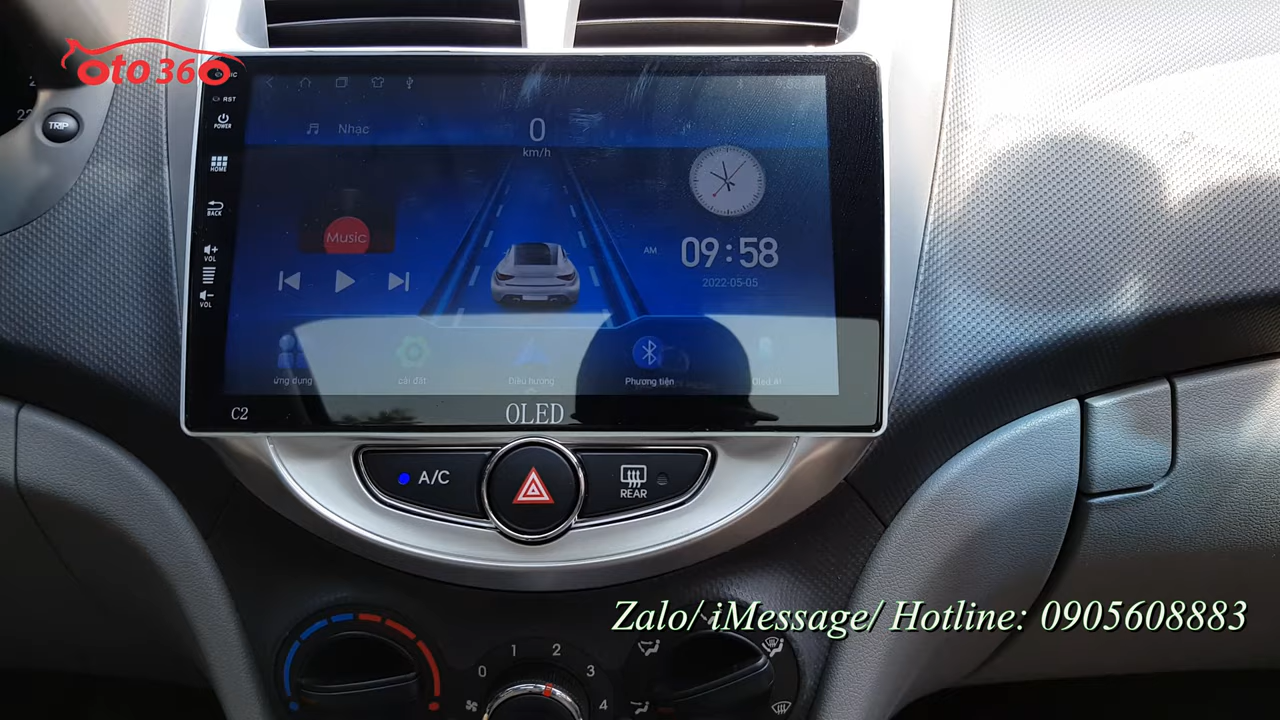 oto360
RST
TRIP
POWER
HOME
BACK
VOL
VOL
Nhạc
0
km/h
Music
AM
09:58
2022-05-05
ứng dụng
cài đặt
Điều hướng
Phương tiện
Oled AI
C2
OLED
A/C
REAR
Zalo/ iMessage/ Hotline: 0905608883
0
1
2
3
4